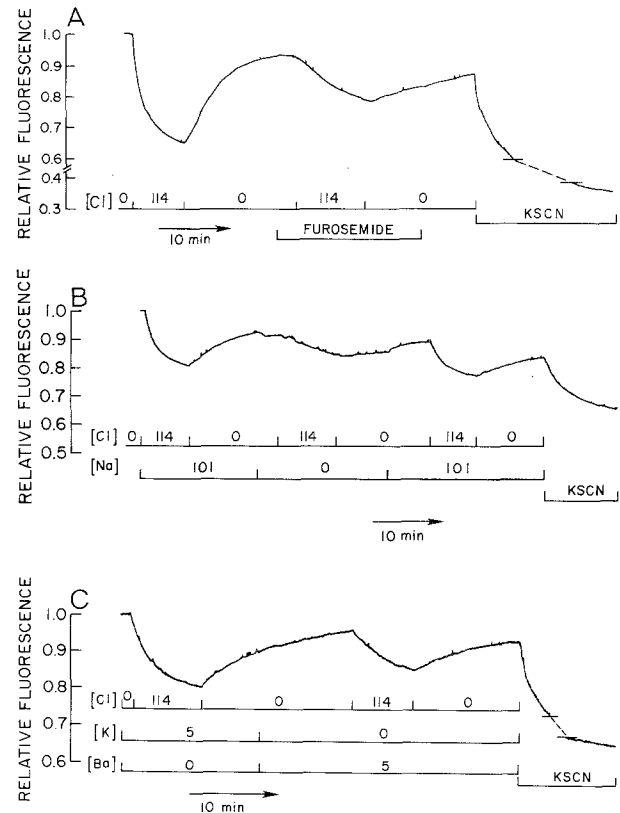 A
RELATIVE FLUORESCENCE
1.0
0.9
0.8
0.7
0.6
0.4
0.3
[Cl] 0 114 0 114 0
KSCN
10 min
FUROSEMIDE
B
RELATIVE FLUORESCENCE
1.0
0.9
0.8
0.7
0.6
0.5
[Cl] 0 114 0 114 0 114 0
[Na] 101 0 101
KSCN
10 min
C
RELATIVE FLUORESCENCE
1.0
0.9
0.8
0.7
0.6
[Cl] 0 114 0 114 0
[K] 5 0
[Ba] 0 5
KSCN
10 min